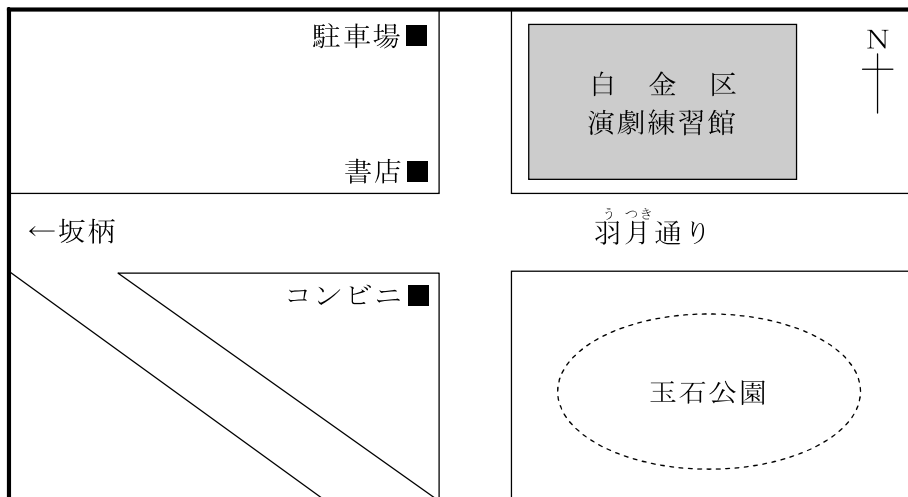 駐車場■
白金区
演劇練習館
N
書店■
←坂柄
うつき
羽月通り
コンビニ■
玉石公園